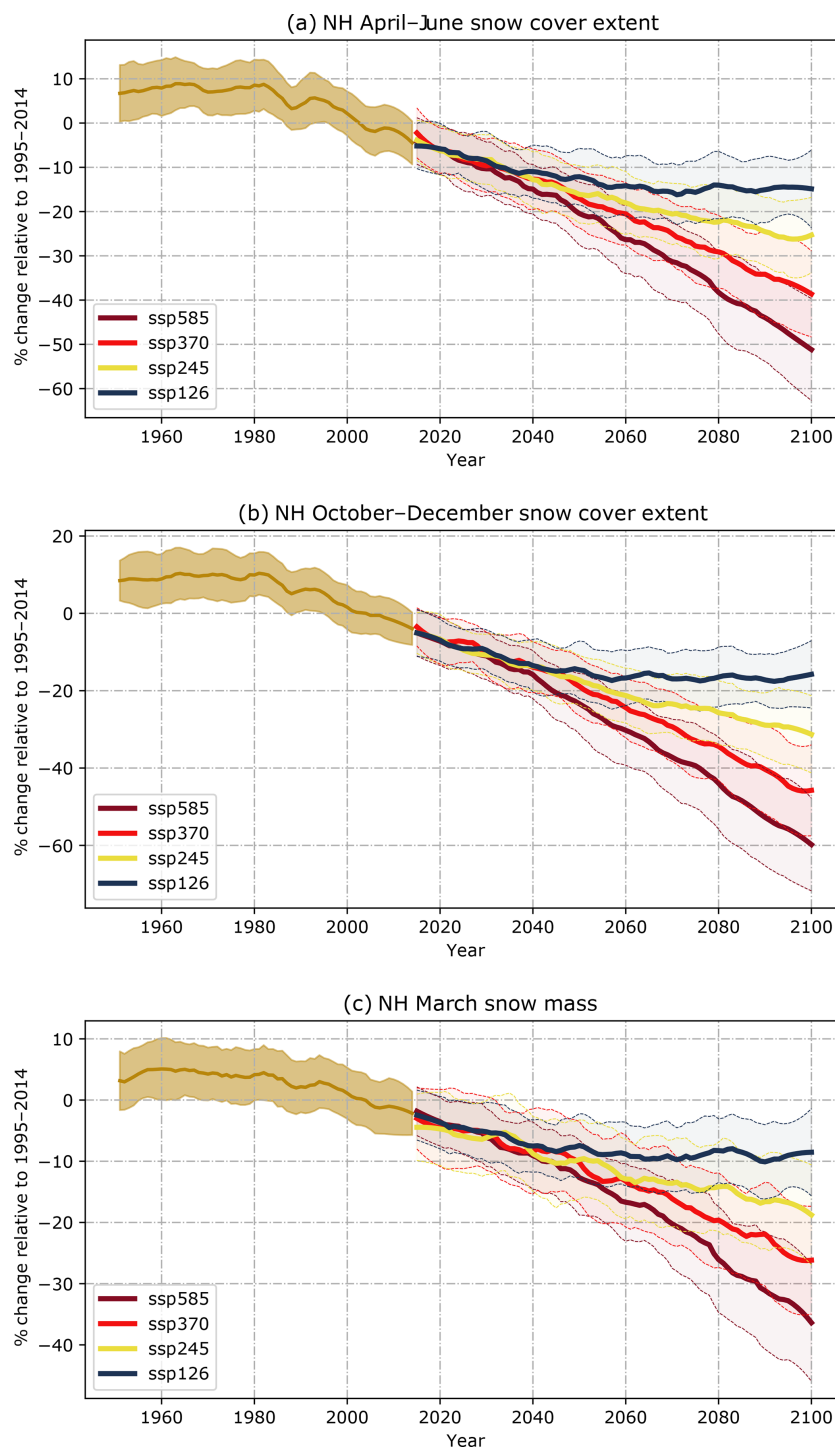 (a) NH April–June snow cover extent
% change relative to 1995–2014
10
0
−10
−20
−30
−40
−50
−60
ssp585
ssp370
ssp245
ssp126
1960 1980 2000 2020 2040 2060 2080 2100
Year
(b) NH October–December snow cover extent
% change relative to 1995–2014
20
0
−20
−40
−60
ssp585
ssp370
ssp245
ssp126
1960 1980 2000 2020 2040 2060 2080 2100
Year
(c) NH March snow mass
% change relative to 1995–2014
10
0
−10
−20
−30
−40
ssp585
ssp370
ssp245
ssp126
1960 1980 2000 2020 2040 2060 2080 2100
Year